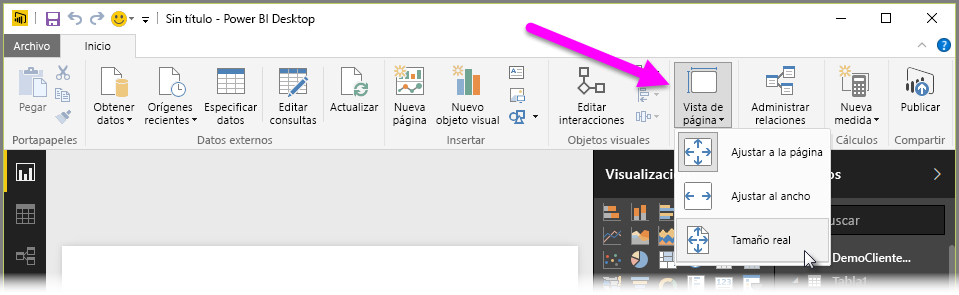 Sin título - Power BI Desktop
Archivo Inicio
Pegar
Obtener datos
Orígenes recientes
Especificar datos
Editar consultas
Actualizar
Nueva página
Nuevo objeto visual
Editar interacciones
Vista de página
Administrar relaciones
Nueva medida
Publicar
Portapapeles Datos externos Insertar Objetos visuales Cálculos Compartir
Ajustar a la página
Ajustar al ancho
Tamaño real
Visualizaci os
uscar
DemoCliente...
Tabla1